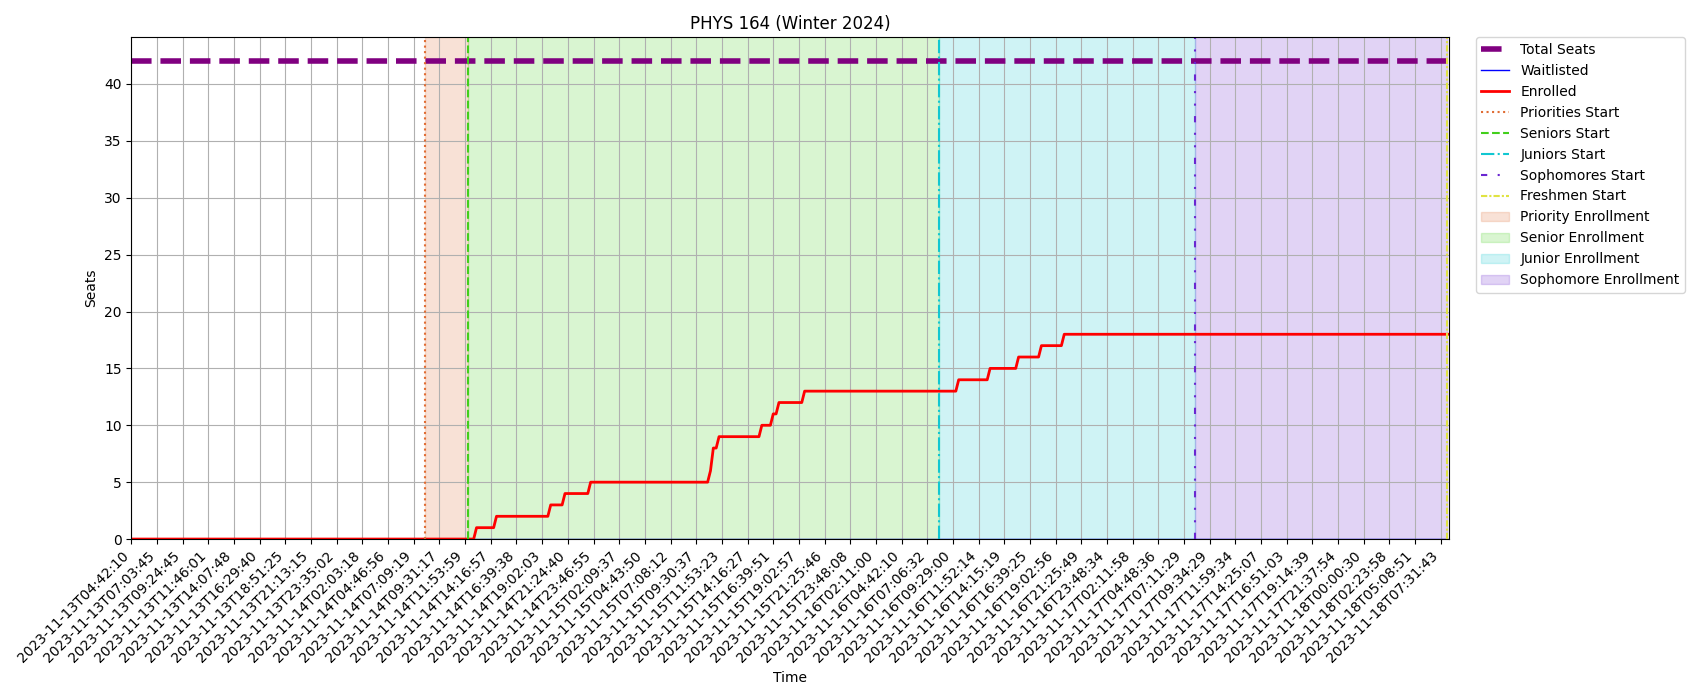 PHYS 164 (Winter 2024)
Total Seats
Waitlisted
Enrolled
Priorities Start
Seniors Start
Juniors Start
Sophomores Start
Freshmen Start
Priority Enrollment
Senior Enrollment
Junior Enrollment
Sophomore Enrollment
Seats
40
35
30
25
20
15
10
5
0
2023-11-13T04:42:10
2023-11-13T07:03:45
2023-11-13T09:24:45
2023-11-13T11:46:01
2023-11-13T14:07:48
2023-11-13T16:29:40
2023-11-13T18:51:25
2023-11-13T21:13:15
2023-11-13T23:35:02
2023-11-14T02:03:18
2023-11-14T04:46:56
2023-11-14T07:09:19
2023-11-14T09:31:17
2023-11-14T11:53:59
2023-11-14T14:16:57
2023-11-14T16:39:38
2023-11-14T19:02:03
2023-11-14T21:24:40
2023-11-14T23:46:55
2023-11-15T02:09:37
2023-11-15T04:43:50
2023-11-15T07:08:12
2023-11-15T09:30:37
2023-11-15T11:53:23
2023-11-15T14:16:27
2023-11-15T16:39:51
2023-11-15T19:02:57
2023-11-15T21:25:46
2023-11-15T23:48:08
2023-11-16T02:11:00
2023-11-16T04:42:10
2023-11-16T07:06:32
2023-11-16T09:29:00
2023-11-16T11:52:14
2023-11-16T14:15:19
2023-11-16T16:39:25
2023-11-16T19:02:56
2023-11-16T21:25:49
2023-11-16T23:48:34
2023-11-17T02:11:58
2023-11-17T04:48:36
2023-11-17T07:11:29
2023-11-17T09:34:29
2023-11-17T11:59:34
2023-11-17T14:25:07
2023-11-17T16:51:03
2023-11-17T19:14:39
2023-11-17T21:37:54
2023-11-18T00:00:30
2023-11-18T02:23:58
2023-11-18T05:08:51
2023-11-18T07:31:43
Time